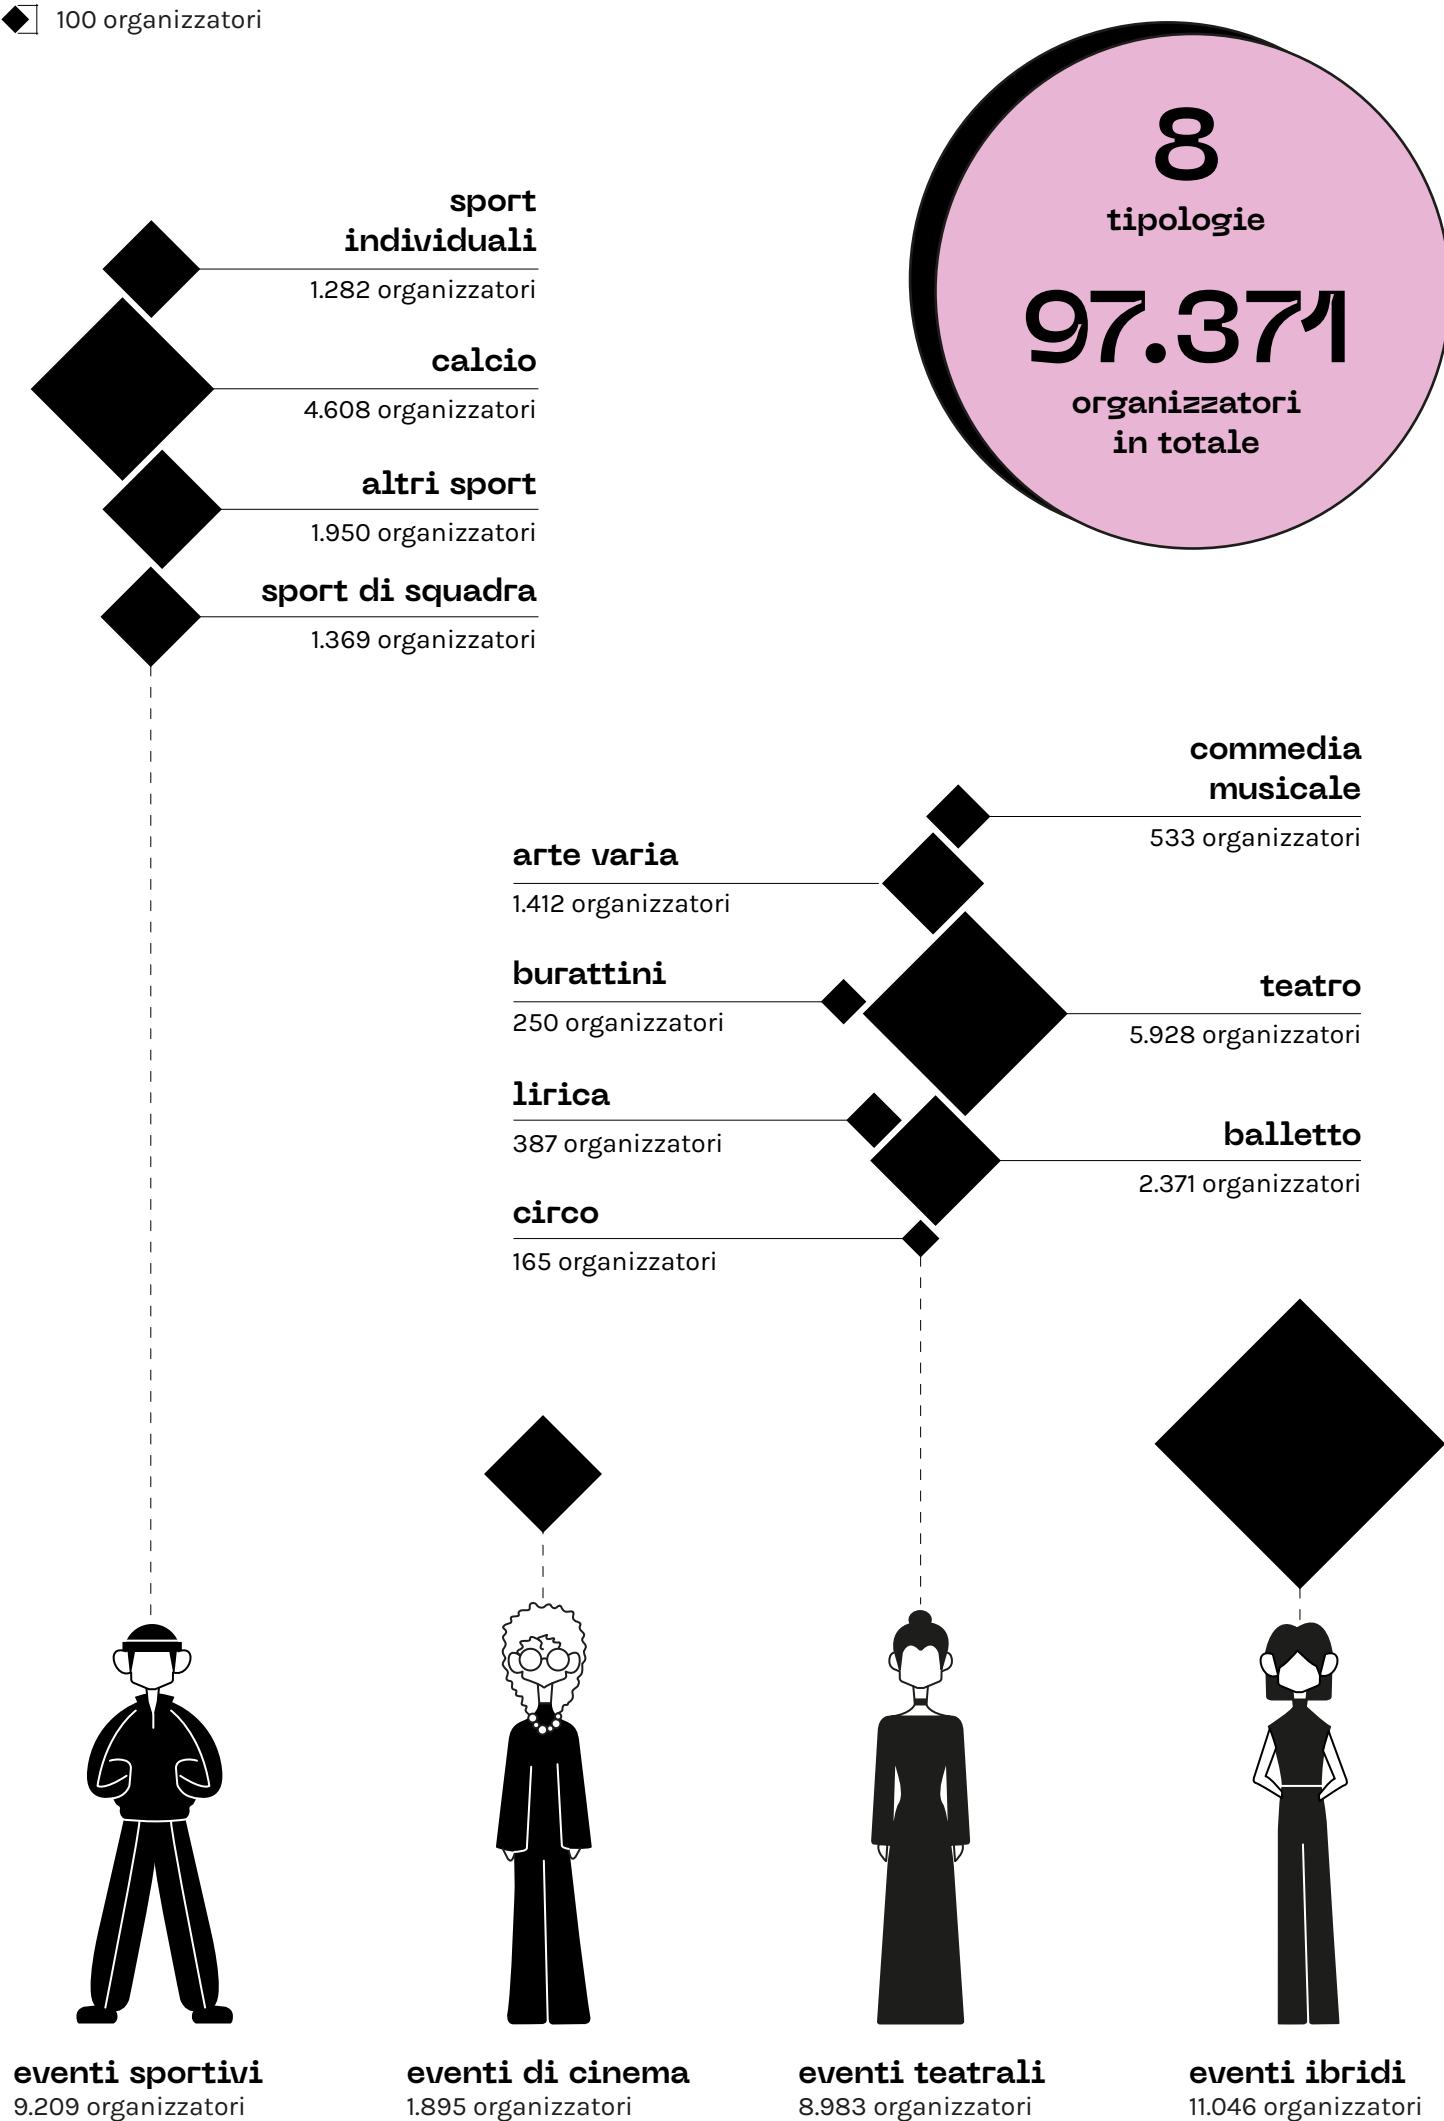 100 organizzatori
8
tipologie
97.371
organizzatori
in totale
sport
individuali
1.282 organizzatori
calcio
4.608 organizzatori
altri sport
1.950 organizzatori
sport di squadra
1.369 organizzatori
commedia
musicale
533 organizzatori
arte varia
1.412 organizzatori
burattini
250 organizzatori
teatro
5.928 organizzatori
lirica
387 organizzatori
balletto
2.371 organizzatori
circo
165 organizzatori
eventi sportivi
9.209 organizzatori
eventi di cinema
1.895 organizzatori
eventi teatrali
8.983 organizzatori
eventi ibridi
11.046 organizzatori